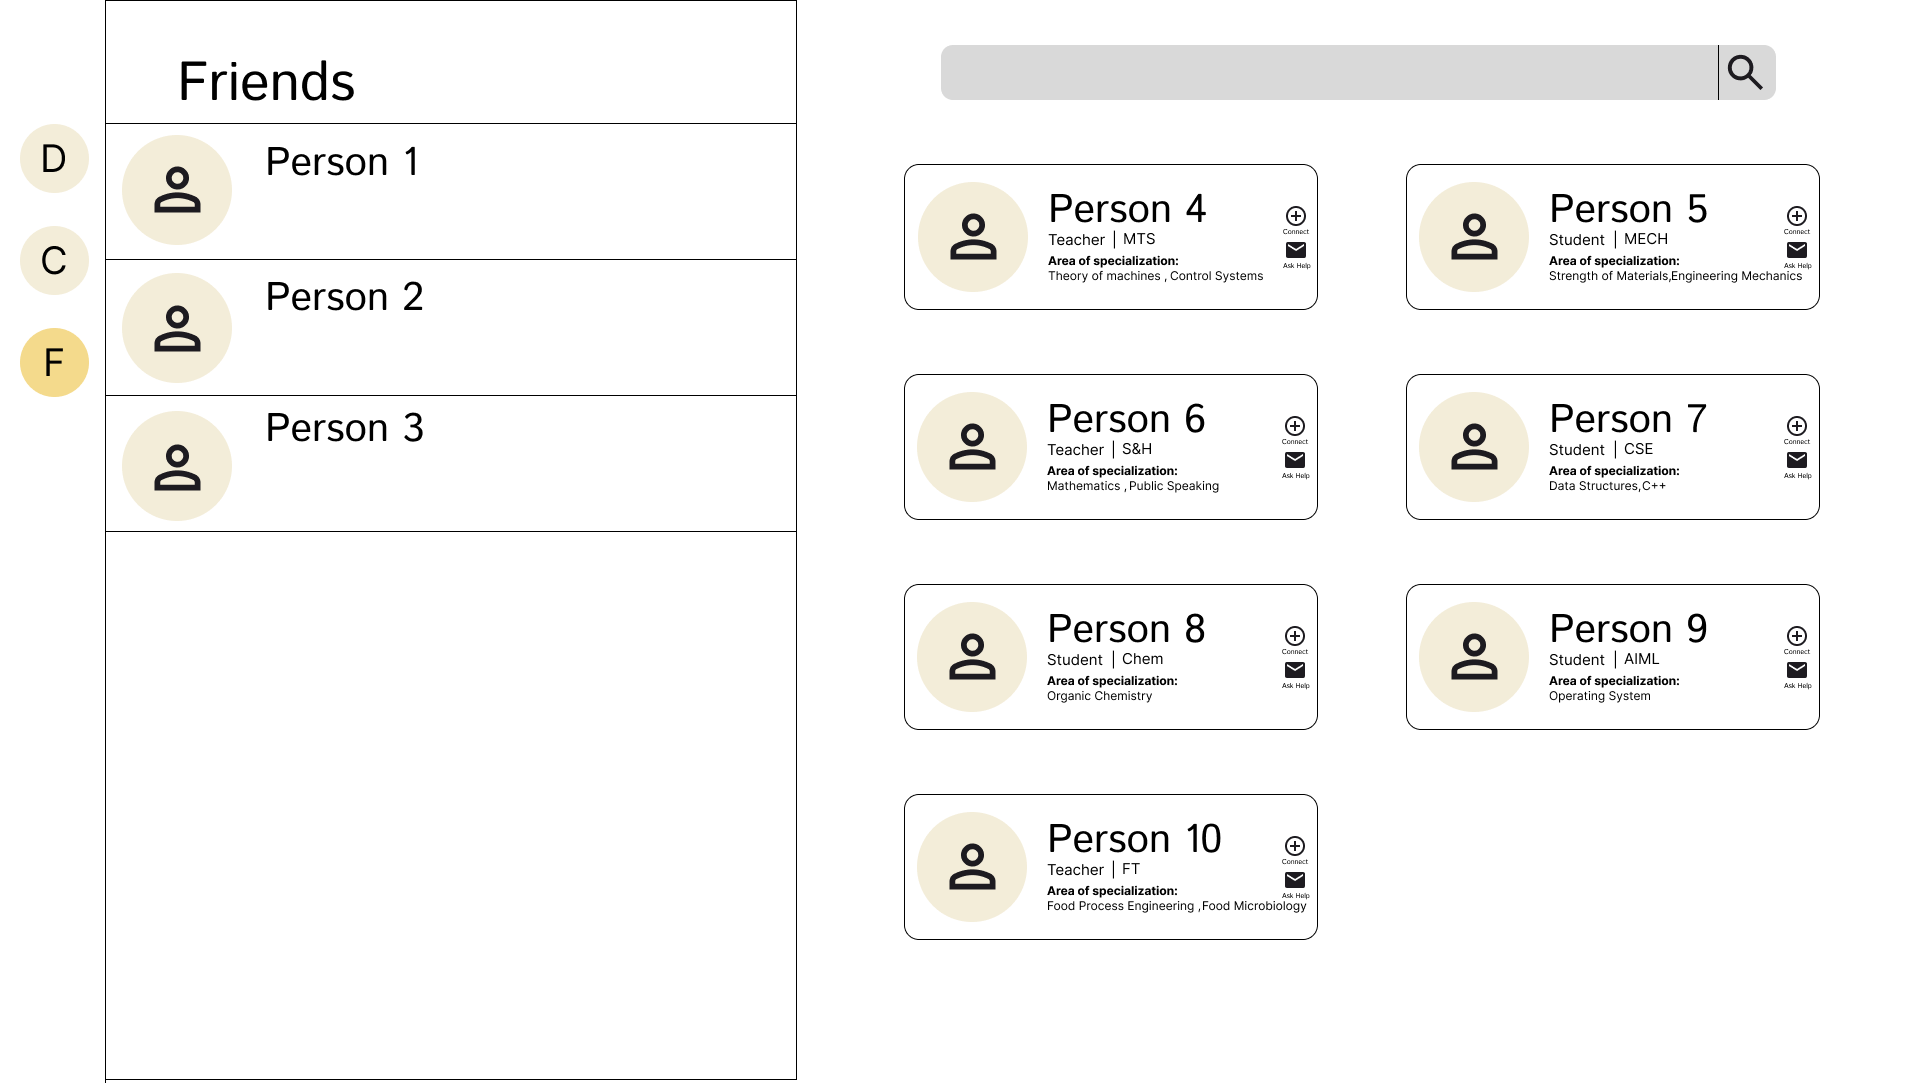 D
C
F
Friends
Person 1
Person 2
Person 3
Person 4
Teacher | MTS
Area of specialization:
Theory of machines , Control Systems
Connect
Ask Help
Person 5
Student | MECH
Area of specialization:
Strength of Materials,Engineering Mechanics
Connect
Ask Help
Person 6
Teacher | S&H
Area of specialization:
Mathematics ,Public Speaking
Connect
Ask Help
Person 7
Student | CSE
Area of specialization:
Data Structures,C++
Connect
Ask Help
Person 8
Student | Chem
Area of specialization:
Organic Chemistry
Connect
Ask Help
Person 9
Student | AIML
Area of specialization:
Operating System
Connect
Ask Help
Person 10
Teacher | FT
Area of specialization:
Food Process Engineering ,Food Microbiology
Connect
Ask Help